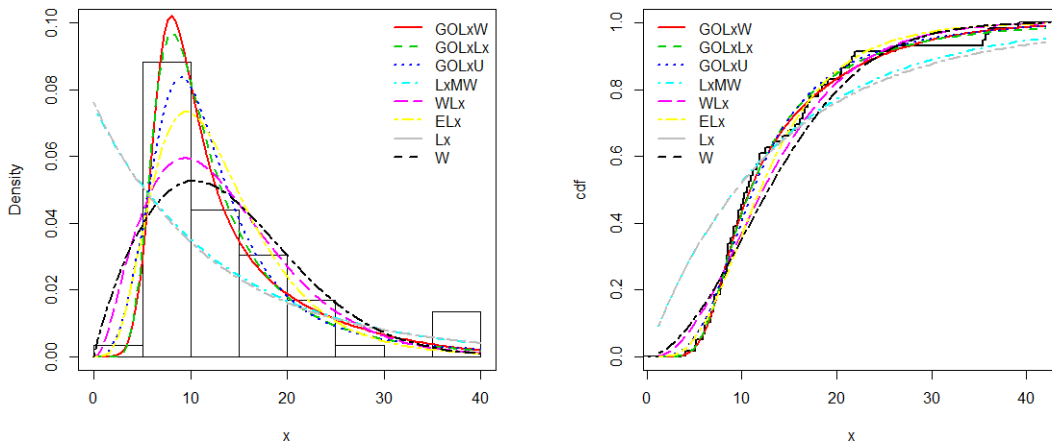 0.10
0.08
0.06
0.04
0.02
0.00
Density
0 10 20 30 40
x
GOLxW
GOLxLx
GOLxU
LxMW
WLx
ELx
Lx
W
1.0
0.8
0.6
0.4
0.2
0.0
cdf
0 10 20 30 40
x
GOLxW
GOLxLx
GOLxU
LxMW
WLx
ELx
Lx
W